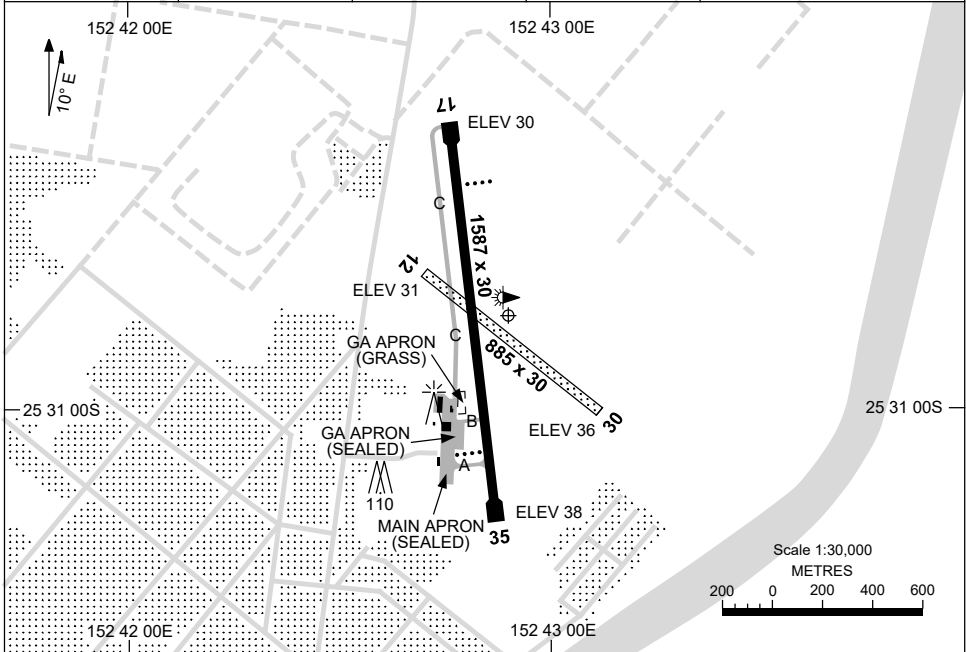 152 42 00E
152 43 00E
10° E
17
ELEV 30
C
1587 x 30
12
ELEV 31
C
GA APRON
(GRASS)
885 x 30
25 31 00S
25 31 00S
B
ELEV 36
30
GA APRON
(SEALED)
A
110
ELEV 38
MAIN APRON
(SEALED)
35
Scale 1:30,000
METRES
200 0 200 400 600
152 42 00E
152 43 00E